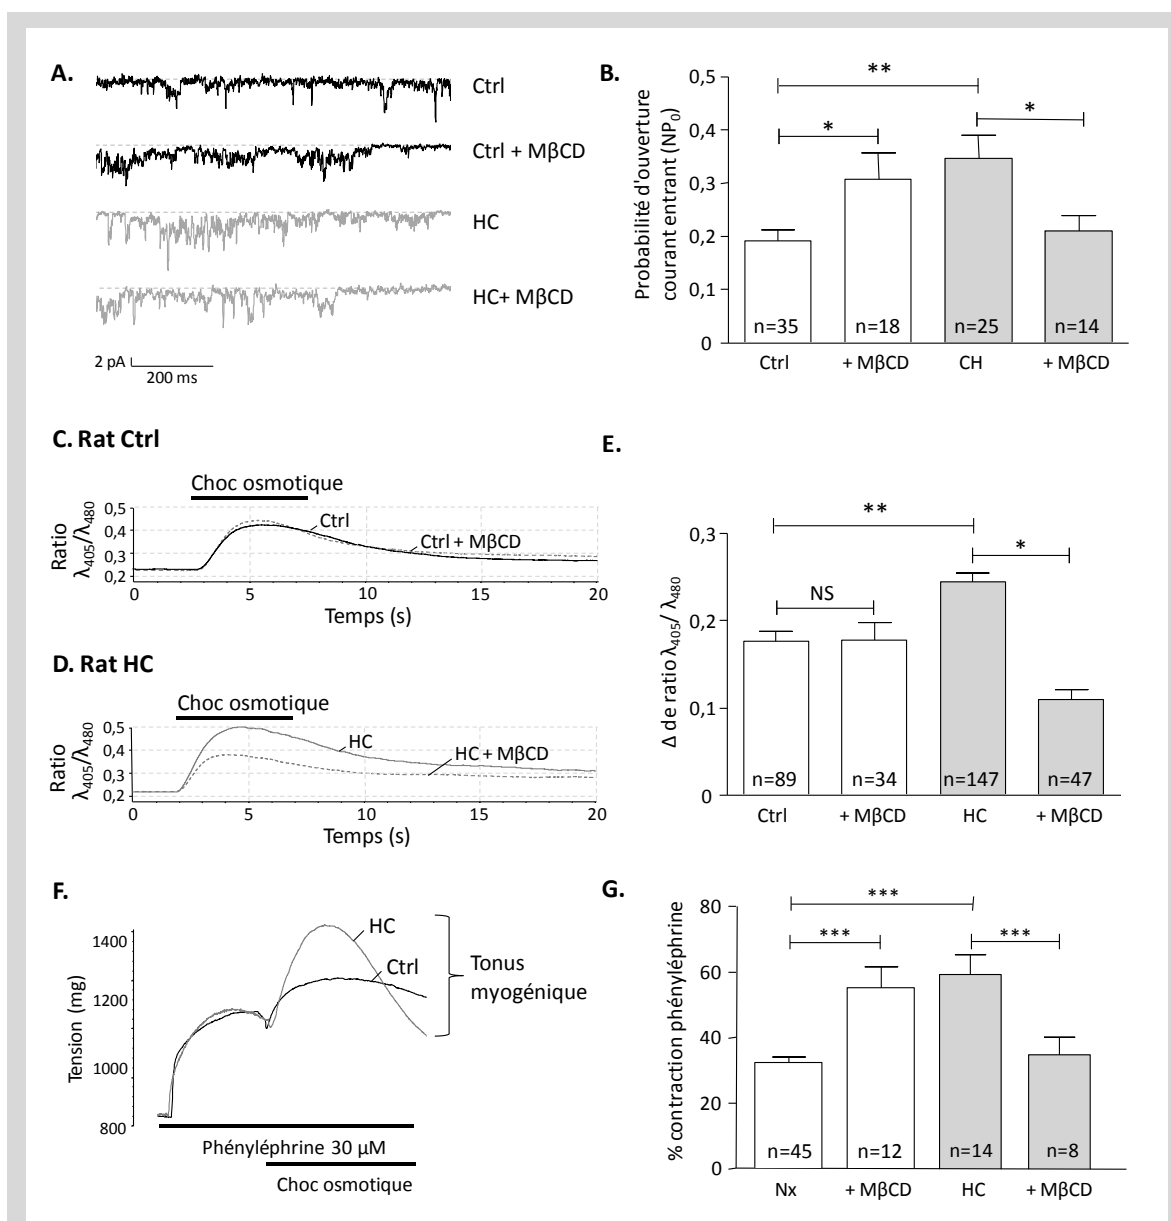 A.
Ctrl
Ctrl + MβCD
HC
HC+ MβCD
2 pA
200 ms
B.
Probabilité d'ouverture
courant entrant (NP0)
0,5
0,4
0,3
0,2
0,1
0
**
*
*
n=35
n=18
n=25
n=14
Ctrl
+ MβCD
CH
+ MβCD
C. Rat Ctrl
Choc osmotique
Ratio
λ405/λ480
0,5
0,4
0,3
0,2
Ctrl
Ctrl + MβCD
0
5
10
15
20
Temps (s)
D. Rat HC
Choc osmotique
Ratio
λ405/λ480
0,5
0,4
0,3
0,2
HC
HC + MβCD
0
5
10
15
20
Temps (s)
E.
Δ de ratio λ405/ λ480
0,3
0,2
0,1
0
**
*
NS
n=89
n=34
n=147
n=47
Ctrl
+ MβCD
HC
+ MβCD
F.
Tension (mg)
1400
1200
1000
800
HC
Ctrl
Tonus
myogénique
Phényléphrine 30 μM
Choc osmotique
G.
% contraction phényléphrine
80
60
40
20
0
***
***
***
n=45
n=12
n=14
n=8
Nx
+ MβCD
HC
+ MβCD